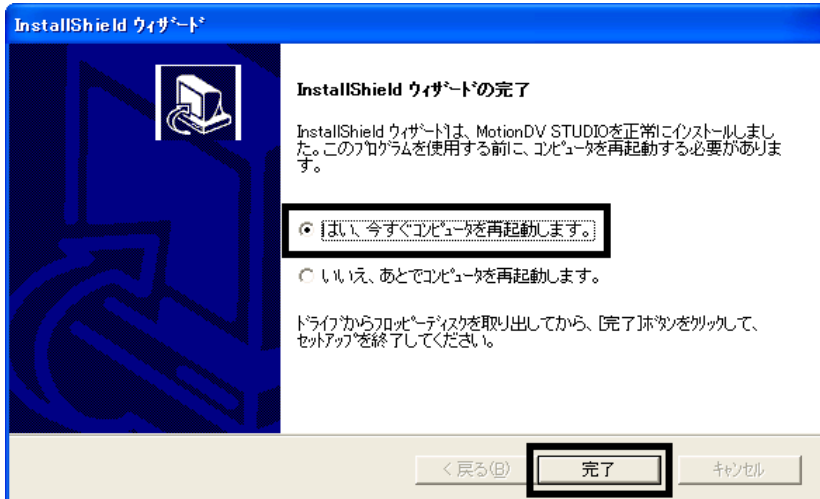 InstallShield ウィザード
InstallShield ウィザードの完了
InstallShield ウィザードは、MotionDV STUDIOを正常にインストールしまし
た。このプログラムを使用する前に、コンピュータを再起動する必要がありま
す。
はい、今すぐコンピュータを再起動します。
いいえ、あとでコンピュータを再起動します。
ドライブからフロッピーディスクを取り出してから、[完了]ボタンをクリックして、
セットアップを終了してください。
< 戻る(B)
完了
キャンセル